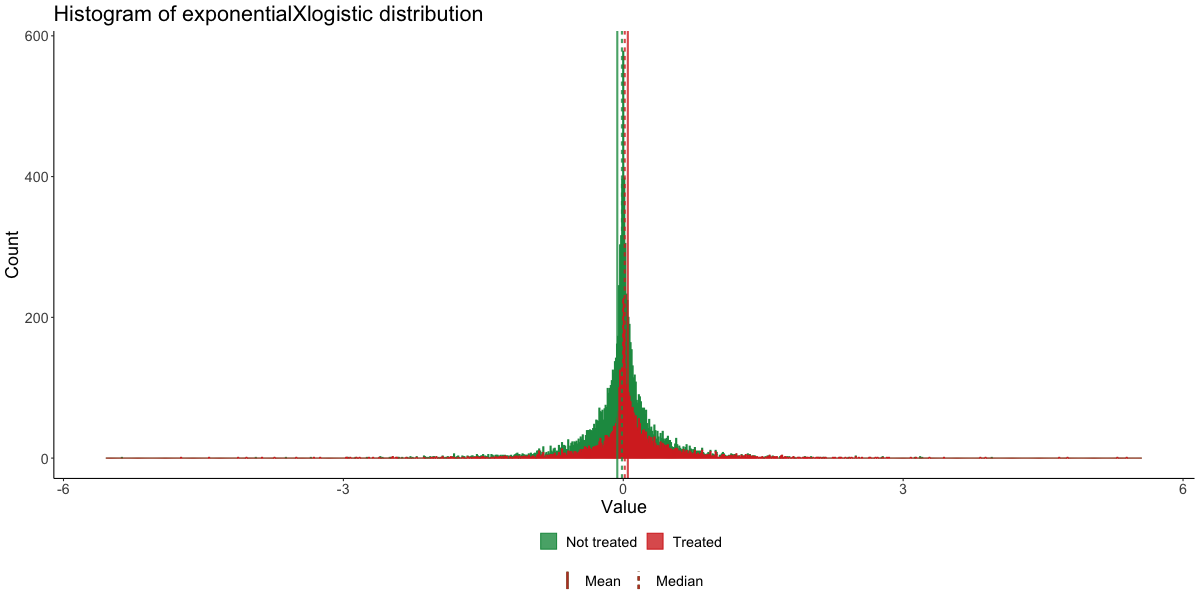 Histogram of exponentialXlogistic distribution
600
400
200
0
Count
-6 -3 0 3 6
Value
Not treated Treated
Mean Median